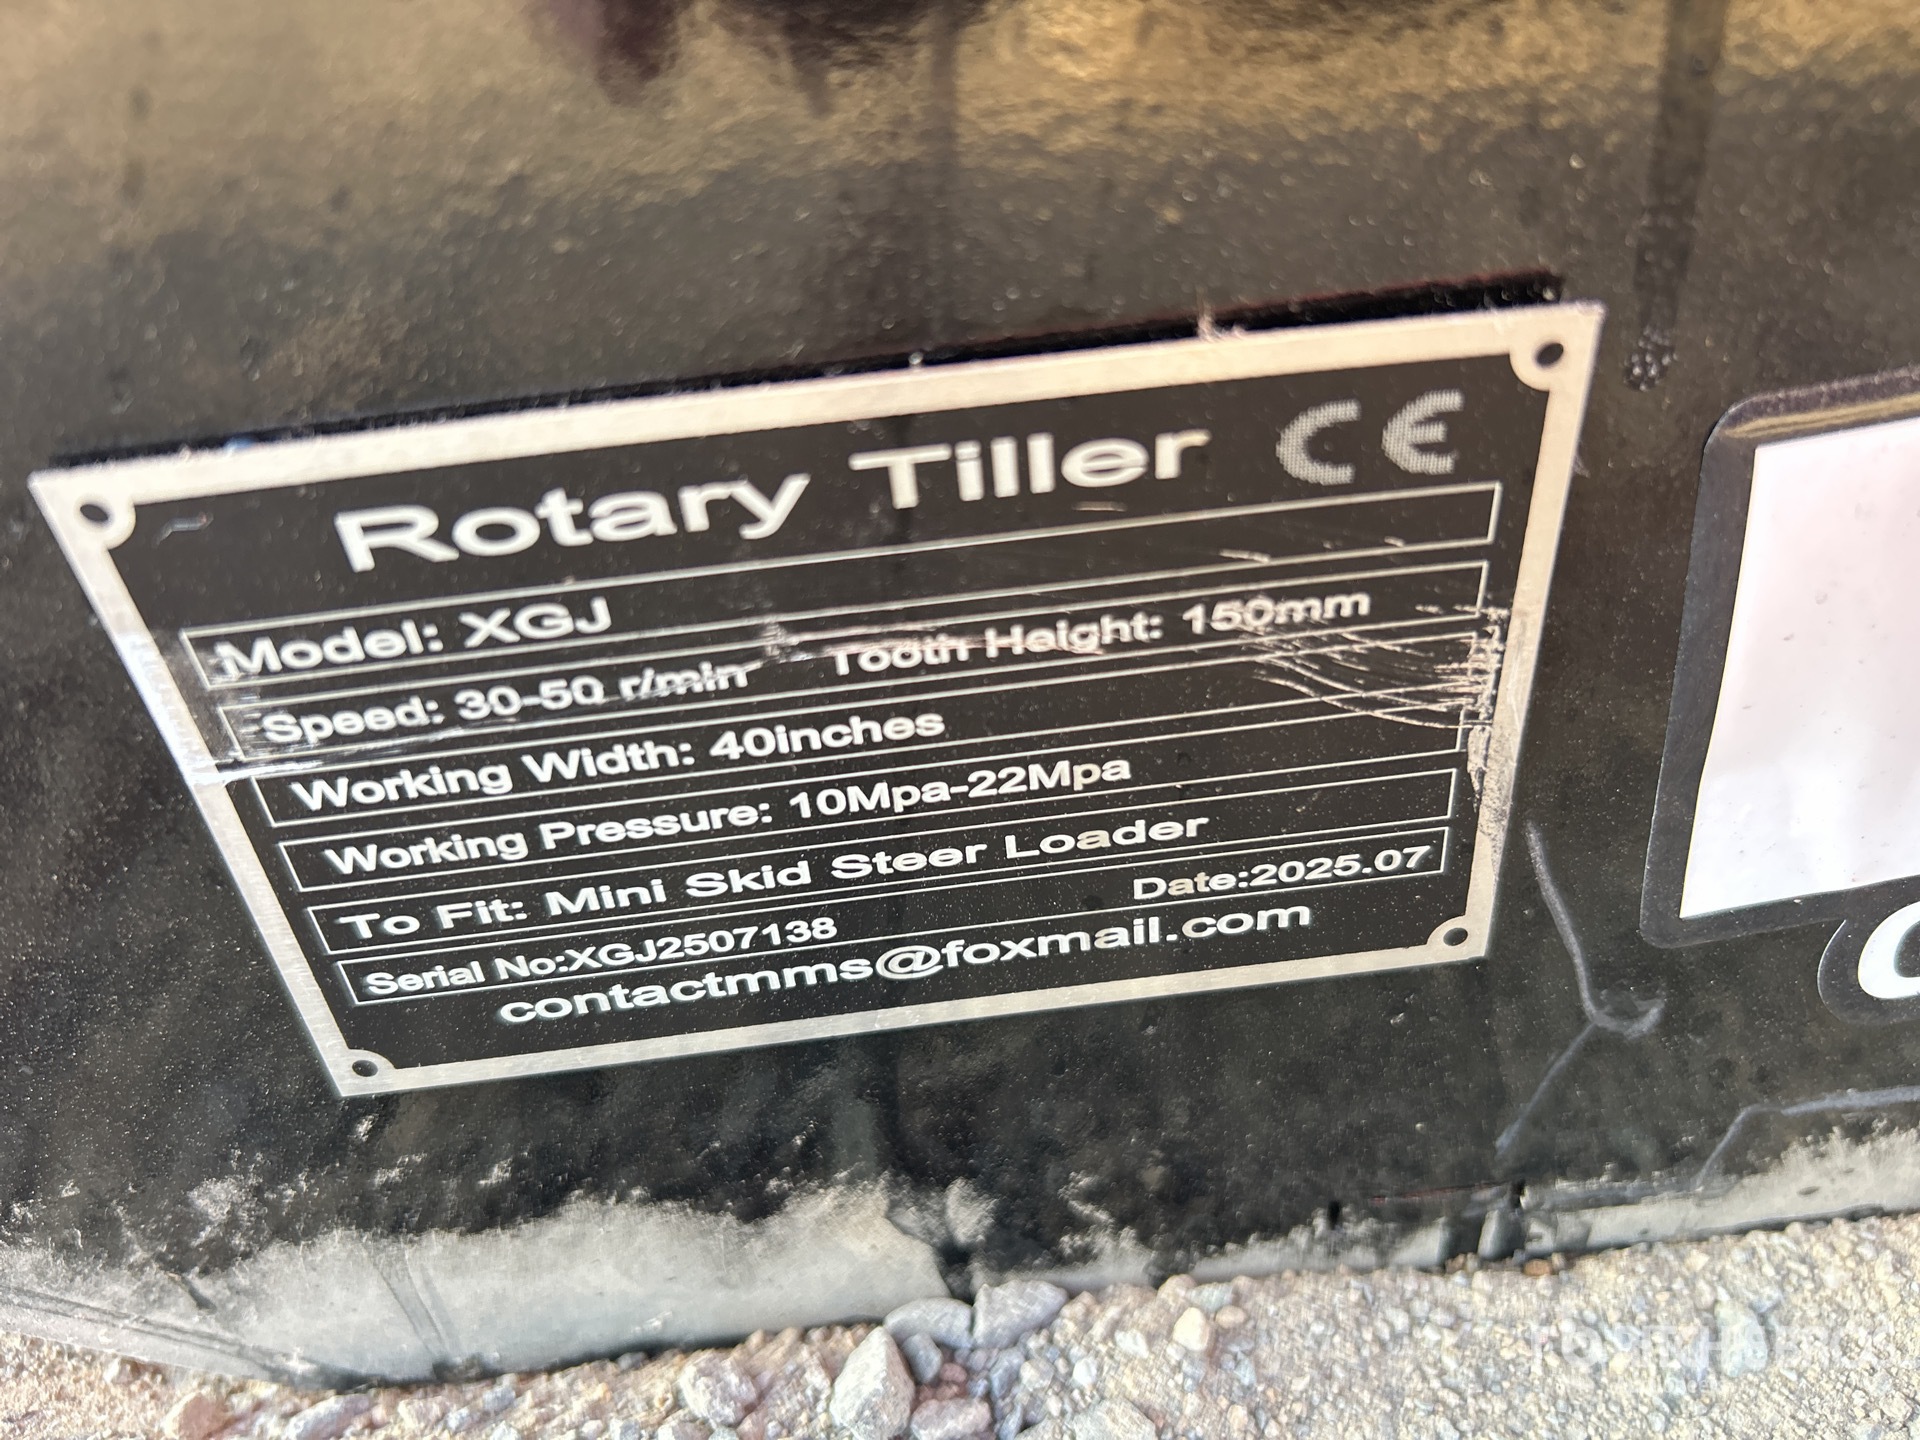 Rotary Tiller CE
Model: XGJ
Speed: 30-50 r/min Tooth Height: 150mm
Working Width: 40inches
Working Pressure: 10Mpa-22Mpa
To Fit: Mini Skid Steer Loader
Serial No:XGJ2507138 Date:2025.07
contactmms@foxmail.com